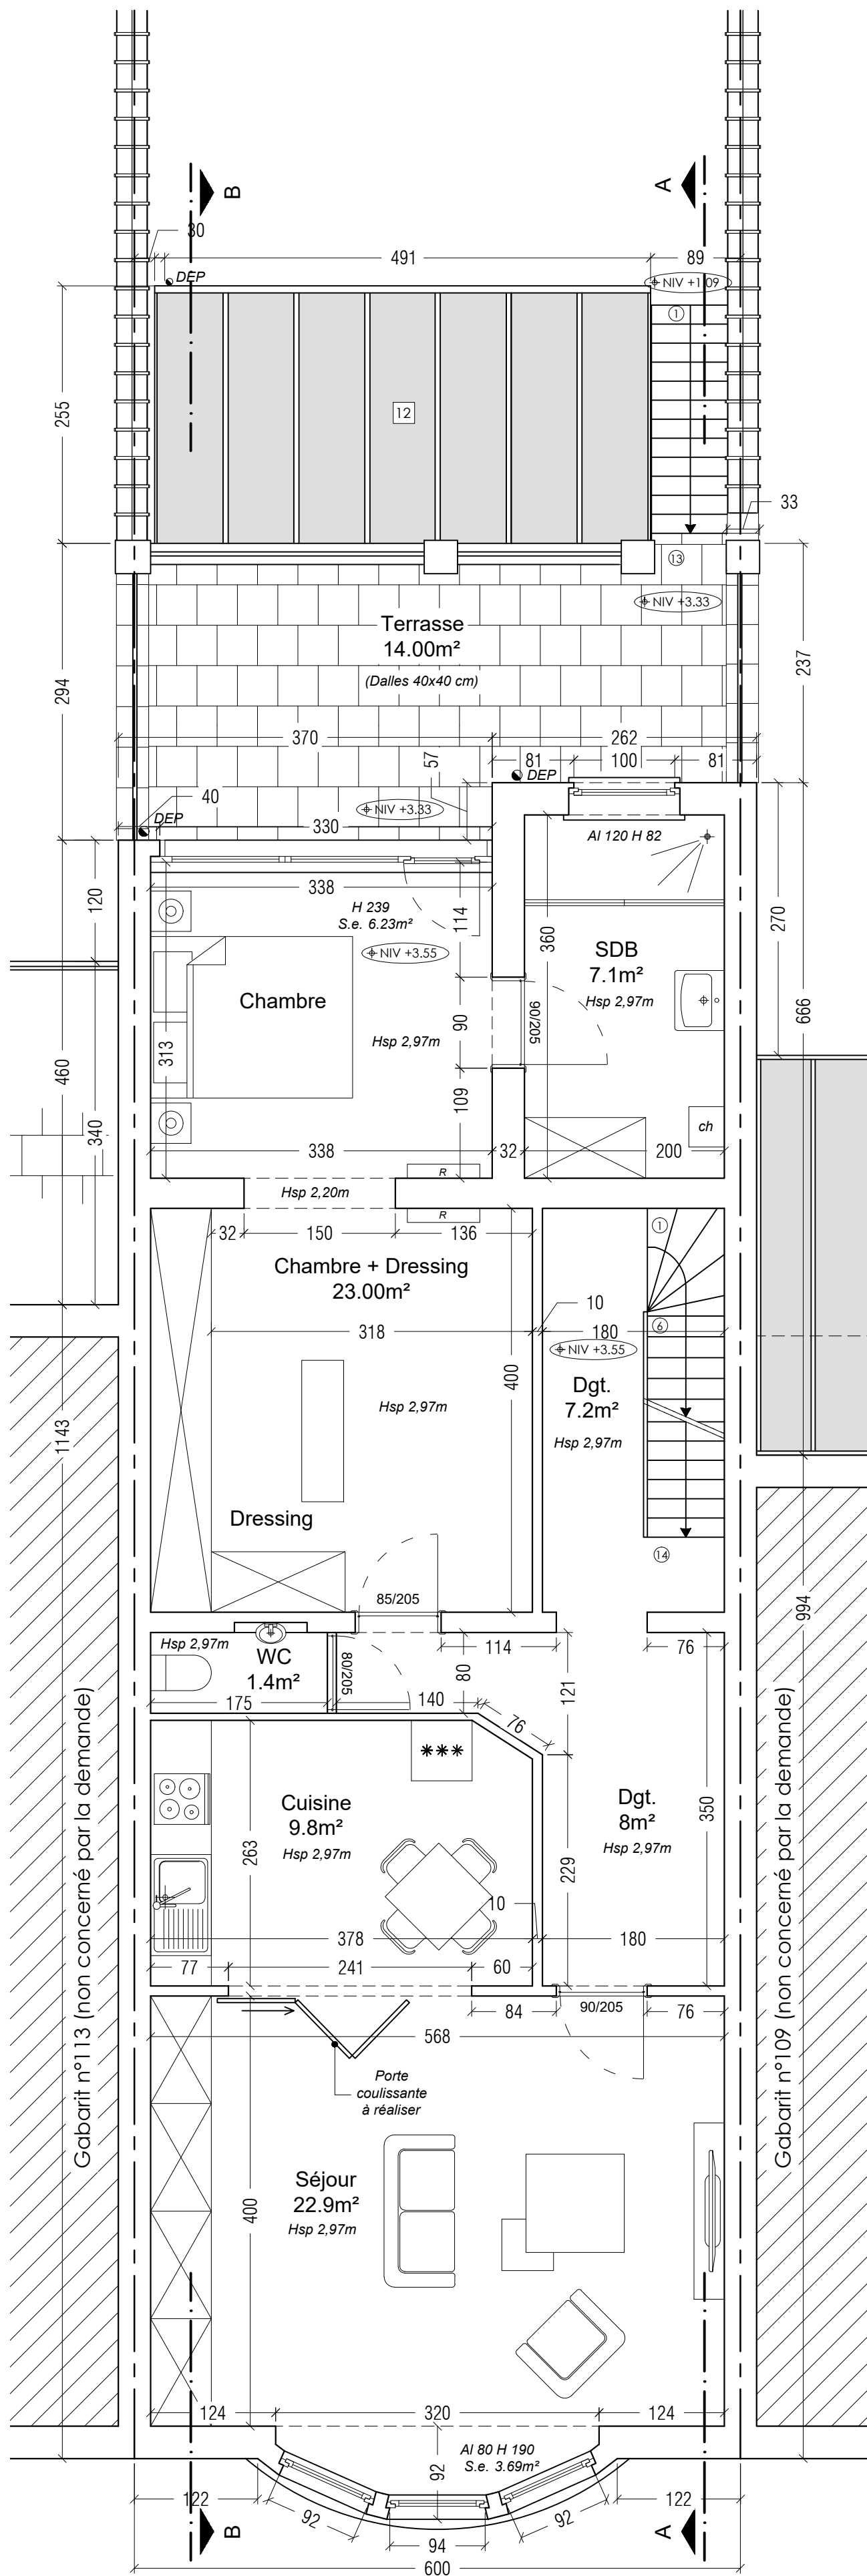 B
A
30
DEP
491
89
NIV +1.09
1
255
12
33
13
NIV +3.33
Terrasse
14.00m²
(Dalles 40x40 cm)
294
237
370
262
57
81
100
81
DEP
40
DEP
NIV +3.33
330
Al 120 H 82
338
H 239
S.e. 6.23m²
114
120
270
360
SDB
7.1m²
Hsp 2,97m
NIV +3.55
Chambre
Hsp 2,97m
90
90/205
666
313
460
109
340
ch
338
32
200
R
Hsp 2,20m
R
32
150
136
1
Chambre + Dressing
23.00m²
10
318
180
6
NIV +3.55
400
Dgt.
7.2m²
Hsp 2,97m
Hsp 2,97m
1143
Dressing
14
85/205
994
Hsp 2,97m
WC
1.4m²
80/205
80
114
76
121
175
140
76
Gabarit n°113 (non concerné par la demande)
Gabarit n°109 (non concerné par la demande)
Cuisine
9.8m²
Hsp 2,97m
263
Dgt.
8m²
Hsp 2,97m
350
229
10
378
180
77
241
60
84
90/205
76
568
Porte
coulissante
à réaliser
Séjour
22.9m²
Hsp 2,97m
400
124
320
124
Al 80 H 190
S.e. 3.69m²
92
122
92
92
122
94
B
A
600